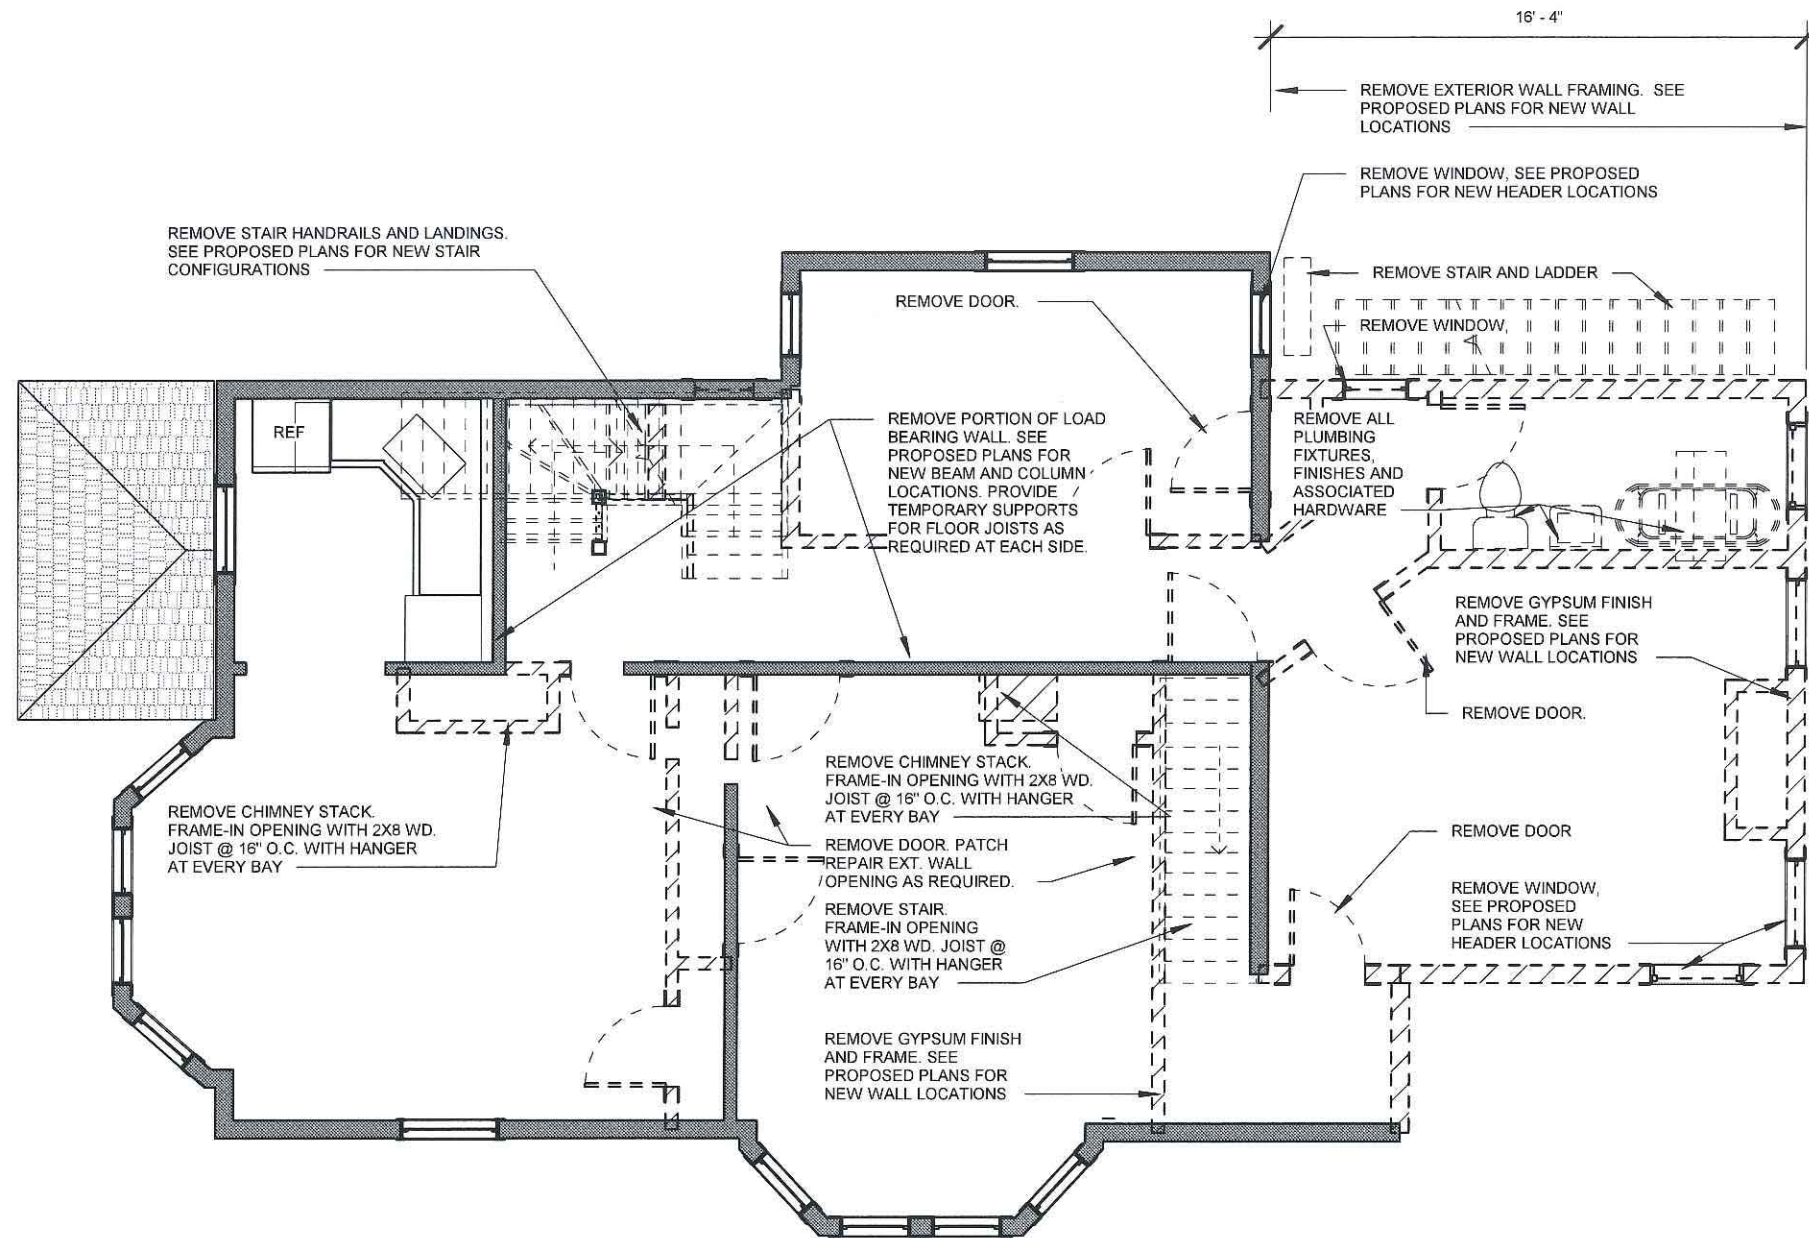 16' - 4"
REMOVE EXTERIOR WALL FRAMING. SEE
PROPOSED PLANS FOR NEW WALL
LOCATIONS
REMOVE WINDOW, SEE PROPOSED
PLANS FOR NEW HEADER LOCATIONS
REMOVE STAIR HANDRAILS AND LANDINGS.
SEE PROPOSED PLANS FOR NEW STAIR
CONFIGURATIONS
REMOVE STAIR AND LADDER
REMOVE DOOR.
REMOVE WINDOW,
REF
REMOVE PORTION OF LOAD
BEARING WALL. SEE
PROPOSED PLANS FOR
NEW BEAM AND COLUMN
LOCATIONS. PROVIDE
TEMPORARY SUPPORTS
FOR FLOOR JOISTS AS
REQUIRED AT EACH SIDE.
REMOVE ALL
PLUMBING
FIXTURES,
FINISHES AND
ASSOCIATED
HARDWARE
REMOVE GYPSUM FINISH
AND FRAME. SEE
PROPOSED PLANS FOR
NEW WALL LOCATIONS
REMOVE DOOR.
REMOVE CHIMNEY STACK.
FRAME-IN OPENING WITH 2X8 WD.
JOIST @ 16" O.C. WITH HANGER
AT EVERY BAY
REMOVE CHIMNEY STACK.
FRAME-IN OPENING WITH 2X8 WD.
JOIST @ 16" O.C. WITH HANGER
AT EVERY BAY
REMOVE DOOR. PATCH
REPAIR EXT. WALL
OPENING AS REQUIRED.
REMOVE DOOR
REMOVE STAIR.
FRAME-IN OPENING
WITH 2X8 WD. JOIST @
16" O.C. WITH HANGER
AT EVERY BAY
REMOVE WINDOW,
SEE PROPOSED
PLANS FOR NEW
HEADER LOCATIONS
REMOVE GYPSUM FINISH
AND FRAME. SEE
PROPOSED PLANS FOR
NEW WALL LOCATIONS